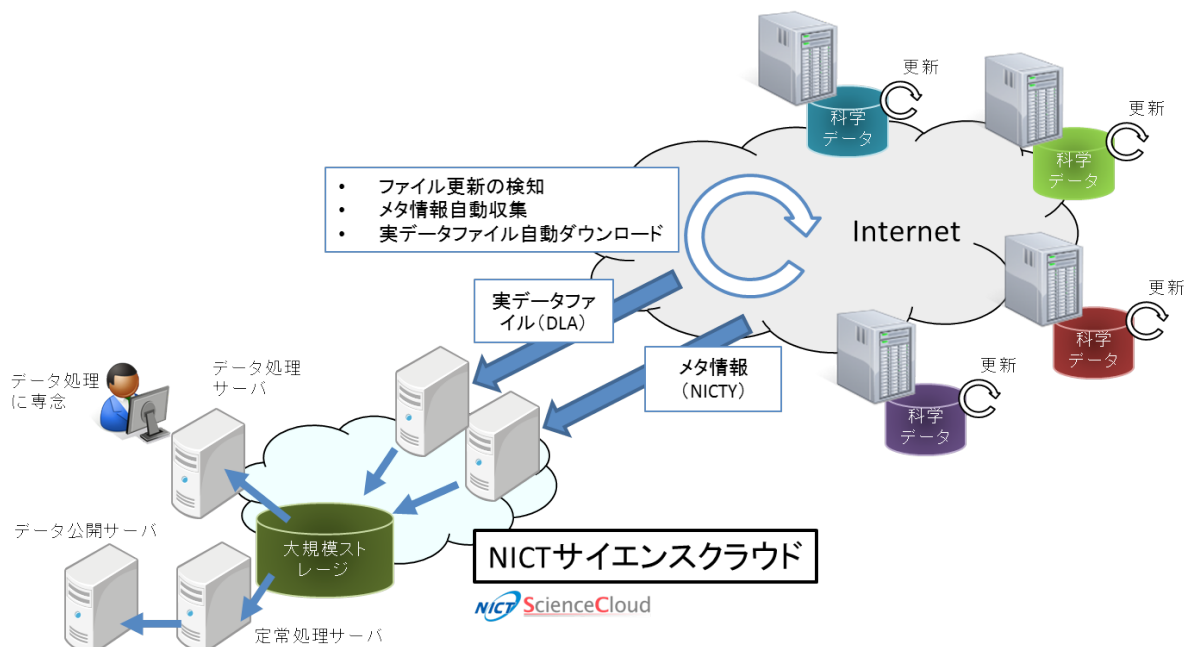 更新
科学
データ
更新
科学
データ
• ファイル更新の検知
• メタ情報自動収集
• 実データファイル自動ダウンロード
Internet
実データファ
イル(DLA)
更新
科学
データ
メタ情報
(NICTY)
更新
科学
データ
データ処理
に専念
データ処理
サーバ
データ公開サーバ
大規模スト
レージ
NICTサイエンスクラウド
NICT ScienceCloud
定常処理サーバ